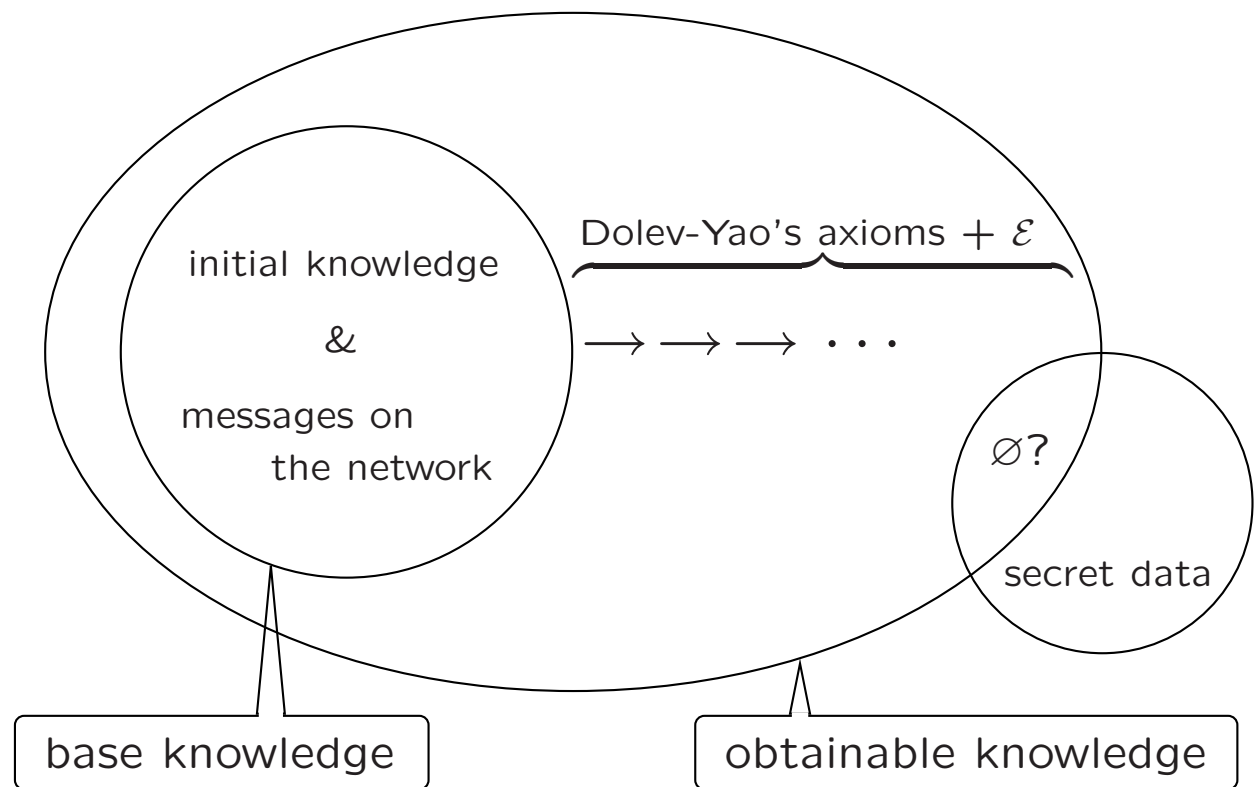 Dolev-Yao's axioms + ℰ
initial knowledge
&
messages on
the network
→ → → · · ·
∅?
secret data
base knowledge
obtainable knowledge